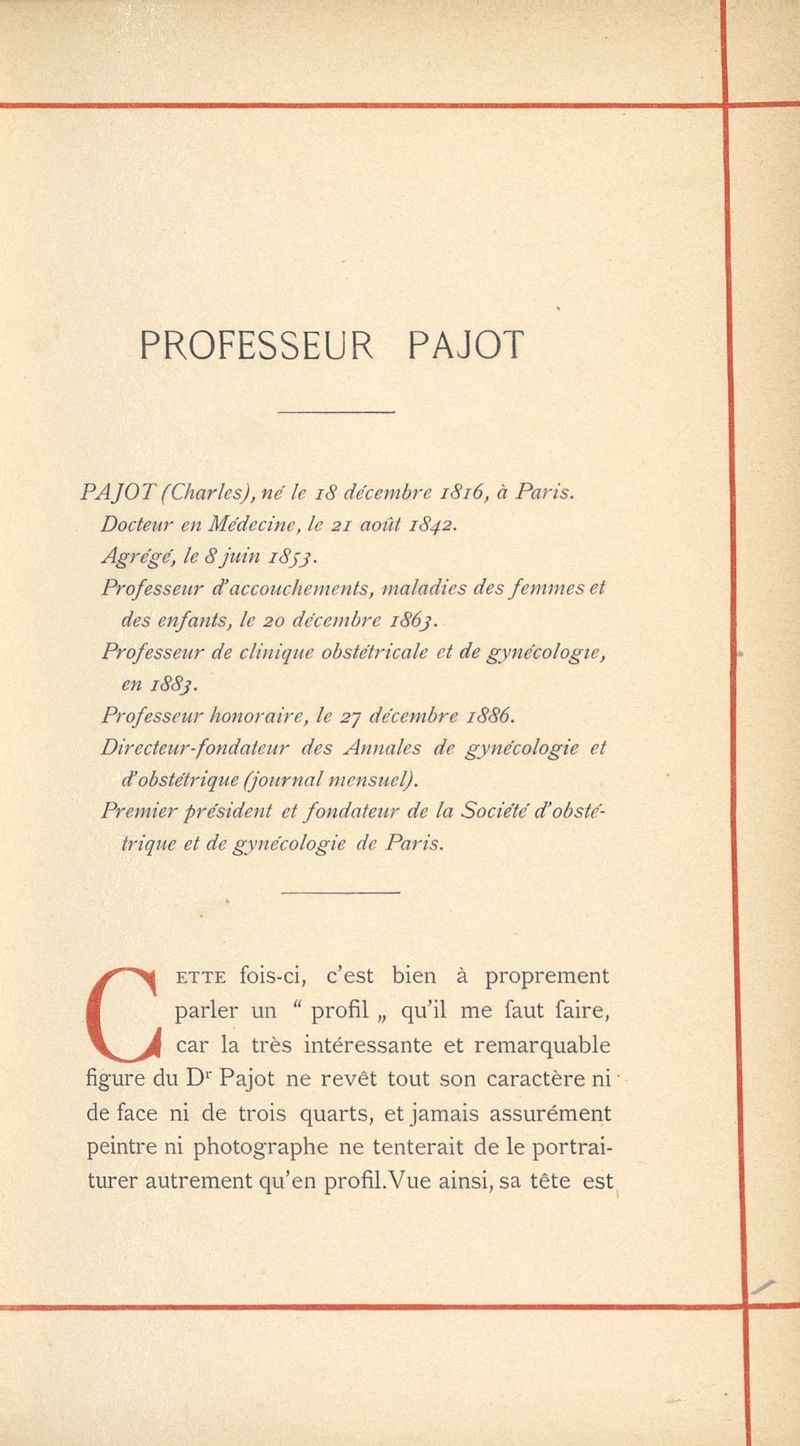 PROFESSEUR PAJOT
PAJOT (Charles), né le 18 décembre 1816, à Paris.
Docteur en Médecine, le 21 août 1842.
Agrégé, le 8 juin 1853.
Professeur d'accouchements, maladies des femmes et
des enfants, le 20 décembre 1863.
Professeur de clinique obstétricale et de gynécologie,
en 1883.
Professeur honoraire, le 27 décembre 1886.
Directeur-fondateur des Annales de gynécologie et
d'obstétrique (journal mensuel).
Premier président et fondateur de la Société d'obsté-
trique et de gynécologie de Paris.
CETTE fois-ci, c'est bien à proprement
parler un “ profil „ qu'il me faut faire,
car la très intéressante et remarquable
figure du Dr Pajot ne revêt tout son caractère ni
de face ni de trois quarts, et jamais assurément
peintre ni photographe ne tenterait de le portrai-
turer autrement qu'en profil. Vue ainsi, sa tête est